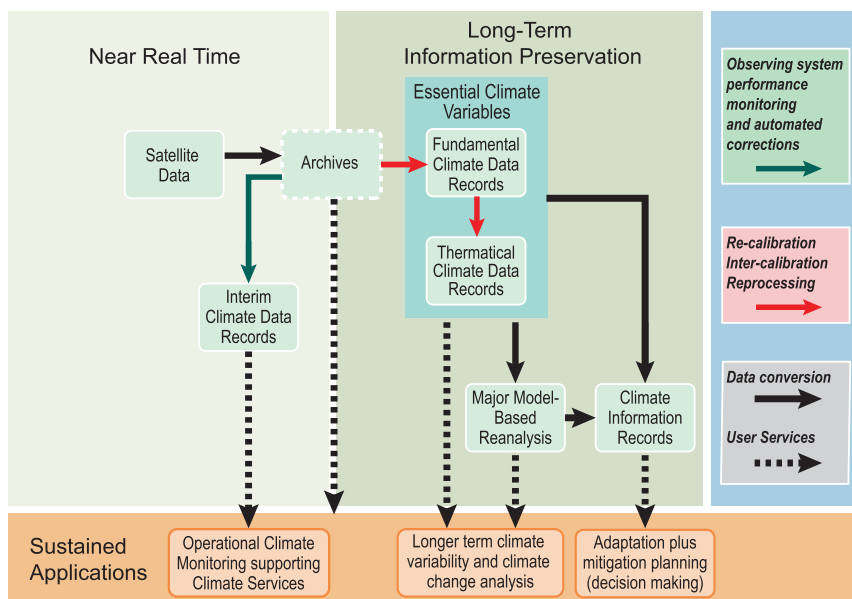 Near Real Time
Long-Term
Information Preservation
Essential Climate
Variables
Satellite
Data
Archives
Fundamental
Climate Data
Records
Thermatical
Climate Data
Records
Interim
Climate Data
Records
Major Model-
Based
Reanalysis
Climate
Information
Records
Observing system
performance
monitoring
and automated
corrections
Re-calibration
Inter-calibration
Reprocessing
Data conversion
User Services
Sustained
Applications
Operational Climate
Monitoring supporting
Climate Services
Longer term climate
variability and climate
change analysis
Adaptation plus
mitigation planning
(decision making)